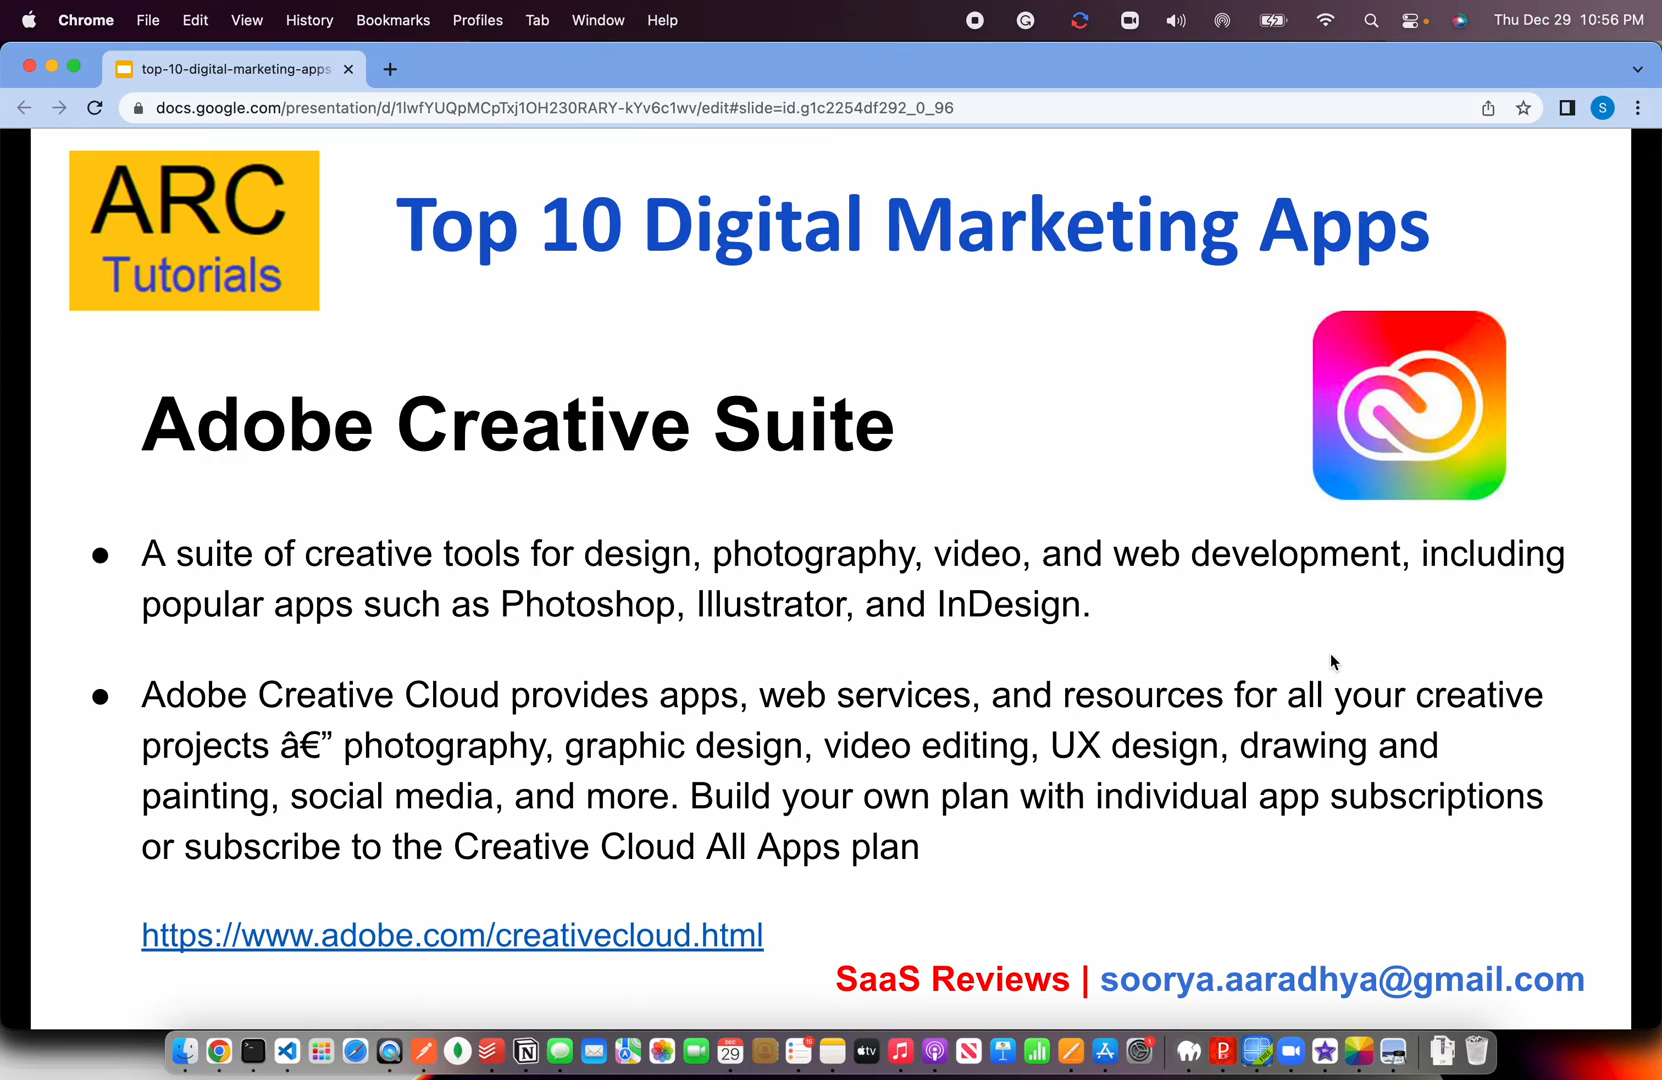 Chrome File Edit View History Bookmarks Profiles Tab Window Help Thu Dec 29 10:56 PM
top-10-digital-marketing-apps
docs.google.com/presentation/d/1lwfYUQpMCpTxj1OH230RARY-kYv6c1wv/edit#slide=id.g1c2254df292_0_96
S
ARC
Tutorials
Top 10 Digital Marketing Apps
Adobe Creative Suite
● A suite of creative tools for design, photography, video, and web development, including
popular apps such as Photoshop, Illustrator, and InDesign.
● Adobe Creative Cloud provides apps, web services, and resources for all your creative
projects â€” photography, graphic design, video editing, UX design, drawing and
painting, social media, and more. Build your own plan with individual app subscriptions
or subscribe to the Creative Cloud All Apps plan
https://www.adobe.com/creativecloud.html
SaaS Reviews | soorya.aaradhya@gmail.com
DEC
29
tv